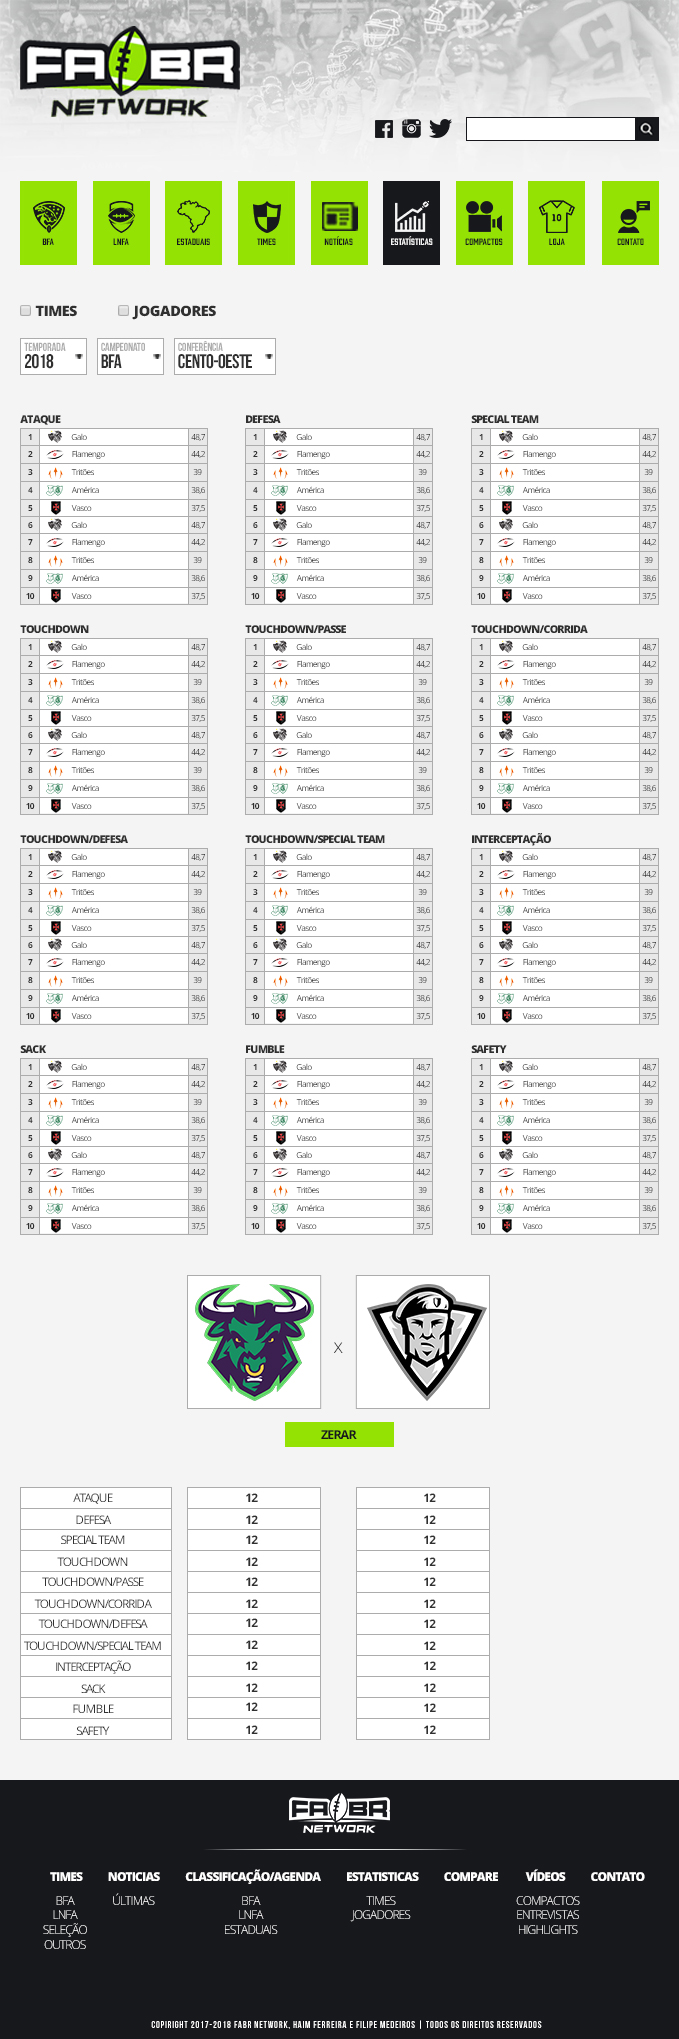 FABR
NETWORK
BFA LNFA ESTADUAIS TIMES NOTÍCIAS ESTATÍSTICAS COMPACTOS 10 LOJA CONTATO
TIMES JOGADORES
TEMPORADA CAMPEONATO CONFERÊNCIA
2018 BFA CENTO-OESTE
ATAQUE DEFESA SPECIAL TEAM
1 Galo 48,7 1 Galo 48,7 1 Galo 48,7
2 Flamengo 44,2 2 Flamengo 44,2 2 Flamengo 44,2
3 Tritões 39 3 Tritões 39 3 Tritões 39
4 América 38,6 4 América 38,6 4 América 38,6
5 Vasco 37,5 5 Vasco 37,5 5 Vasco 37,5
6 Galo 48,7 6 Galo 48,7 6 Galo 48,7
7 Flamengo 44,2 7 Flamengo 44,2 7 Flamengo 44,2
8 Tritões 39 8 Tritões 39 8 Tritões 39
9 América 38,6 9 América 38,6 9 América 38,6
10 Vasco 37,5 10 Vasco 37,5 10 Vasco 37,5
TOUCHDOWN TOUCHDOWN/PASSE TOUCHDOWN/CORRIDA
1 Galo 48,7 1 Galo 48,7 1 Galo 48,7
2 Flamengo 44,2 2 Flamengo 44,2 2 Flamengo 44,2
3 Tritões 39 3 Tritões 39 3 Tritões 39
4 América 38,6 4 América 38,6 4 América 38,6
5 Vasco 37,5 5 Vasco 37,5 5 Vasco 37,5
6 Galo 48,7 6 Galo 48,7 6 Galo 48,7
7 Flamengo 44,2 7 Flamengo 44,2 7 Flamengo 44,2
8 Tritões 39 8 Tritões 39 8 Tritões 39
9 América 38,6 9 América 38,6 9 América 38,6
10 Vasco 37,5 10 Vasco 37,5 10 Vasco 37,5
TOUCHDOWN/DEFESA TOUCHDOWN/SPECIAL TEAM INTERCEPTAÇÃO
1 Galo 48,7 1 Galo 48,7 1 Galo 48,7
2 Flamengo 44,2 2 Flamengo 44,2 2 Flamengo 44,2
3 Tritões 39 3 Tritões 39 3 Tritões 39
4 América 38,6 4 América 38,6 4 América 38,6
5 Vasco 37,5 5 Vasco 37,5 5 Vasco 37,5
6 Galo 48,7 6 Galo 48,7 6 Galo 48,7
7 Flamengo 44,2 7 Flamengo 44,2 7 Flamengo 44,2
8 Tritões 39 8 Tritões 39 8 Tritões 39
9 América 38,6 9 América 38,6 9 América 38,6
10 Vasco 37,5 10 Vasco 37,5 10 Vasco 37,5
SACK FUMBLE SAFETY
1 Galo 48,7 1 Galo 48,7 1 Galo 48,7
2 Flamengo 44,2 2 Flamengo 44,2 2 Flamengo 44,2
3 Tritões 39 3 Tritões 39 3 Tritões 39
4 América 38,6 4 América 38,6 4 América 38,6
5 Vasco 37,5 5 Vasco 37,5 5 Vasco 37,5
6 Galo 48,7 6 Galo 48,7 6 Galo 48,7
7 Flamengo 44,2 7 Flamengo 44,2 7 Flamengo 44,2
8 Tritões 39 8 Tritões 39 8 Tritões 39
9 América 38,6 9 América 38,6 9 América 38,6
10 Vasco 37,5 10 Vasco 37,5 10 Vasco 37,5
X
ZERAR
ATAQUE 12 12
DEFESA 12 12
SPECIAL TEAM 12 12
TOUCHDOWN 12 12
TOUCHDOWN/PASSE 12 12
TOUCHDOWN/CORRIDA 12 12
TOUCHDOWN/DEFESA 12 12
TOUCHDOWN/SPECIAL TEAM 12 12
INTERCEPTAÇÃO 12 12
SACK 12 12
FUMBLE 12 12
SAFETY 12 12
FABR
NETWORK
TIMES NOTICIAS CLASSIFICAÇÃO/AGENDA ESTATISTICAS COMPARE VÍDEOS CONTATO
BFA ÚLTIMAS BFA TIMES COMPACTOS
LNFA LNFA JOGADORES ENTREVISTAS
SELEÇÃO ESTADUAIS HIGHLIGHTS
OUTROS
COPIRIGHT 2017-2018 FABR NETWORK, HAIM FERREIRA E FILIPE MEDEIROS | TODOS OS DIREITOS RESERVADOS